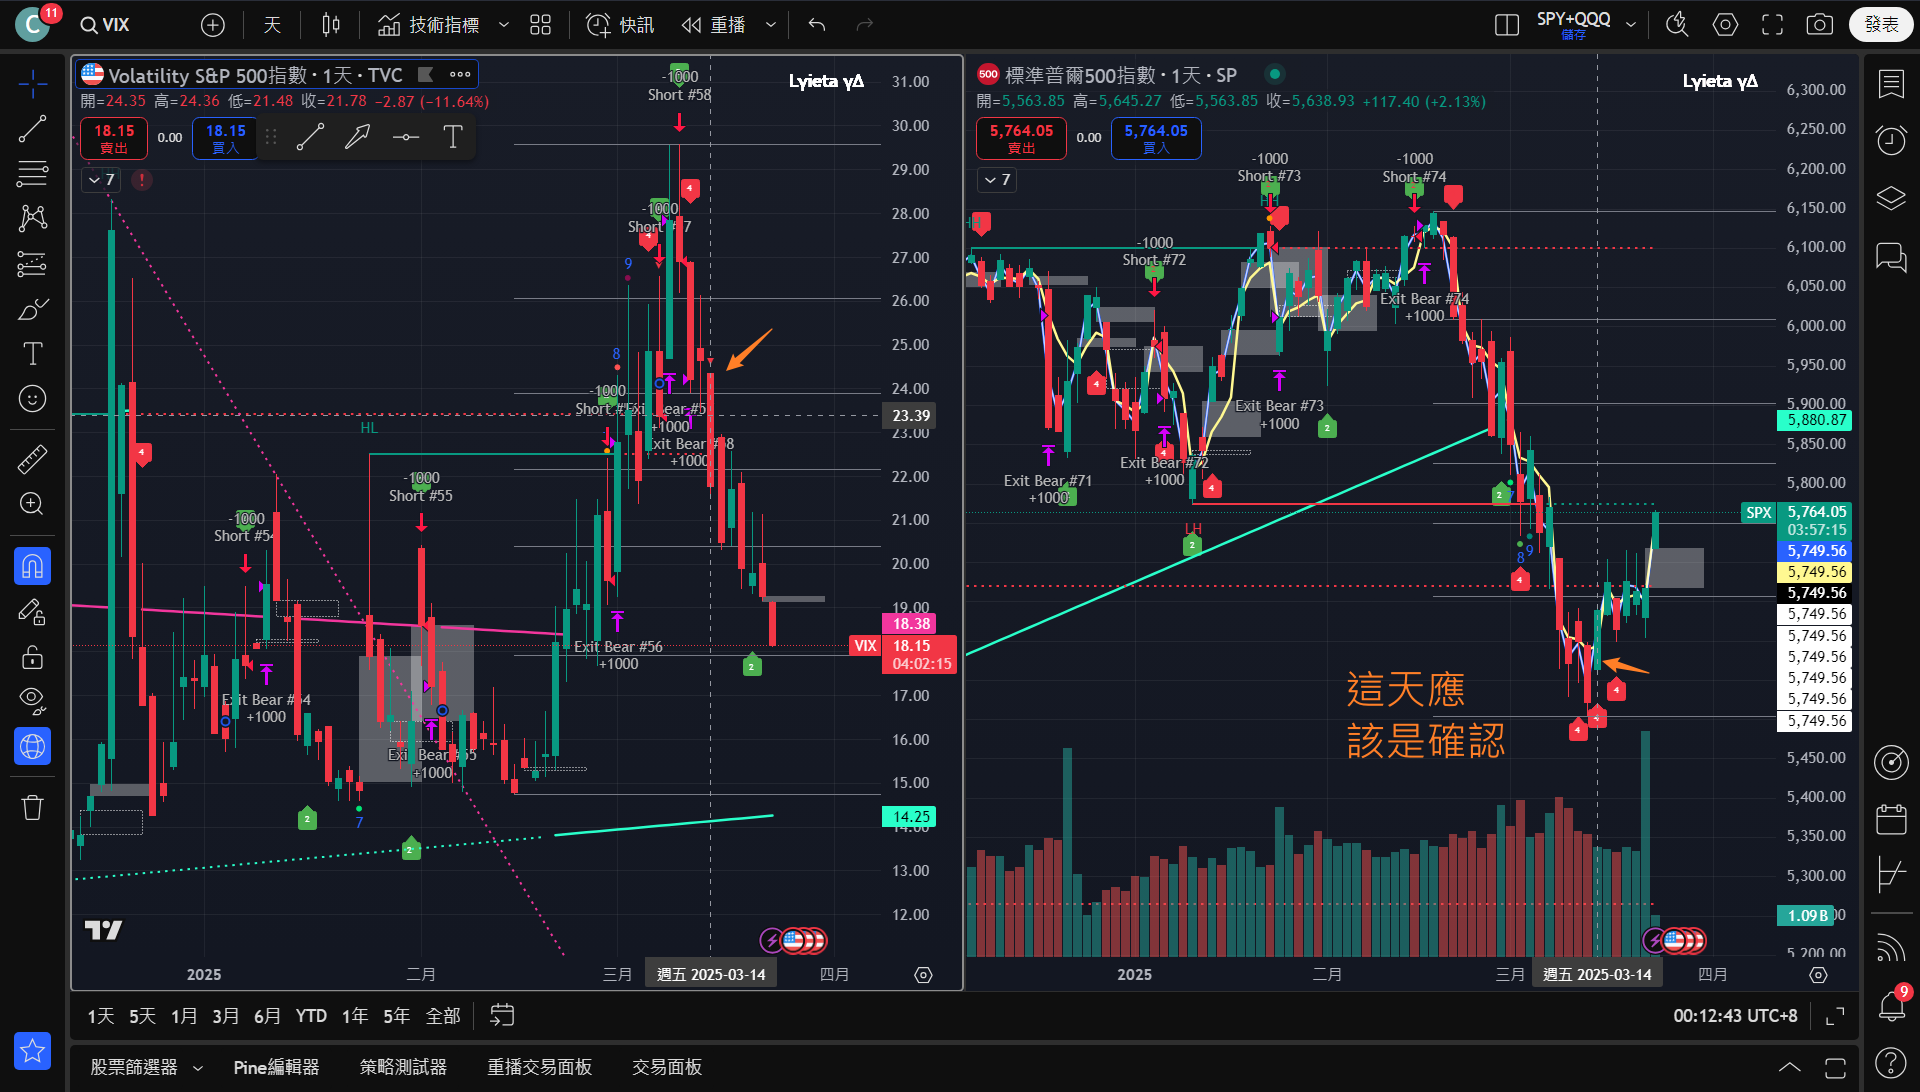 C
11
VIX
天
技術指標
快訊
重播
SPY+QQQ
儲存
發表
Volatility S&P 500指數 · 1天 · TVC
Lyieta γΔ
開=24.35 高=24.36 低=21.48 收=21.78 -2.87 (-11.64%)
18.15
賣出
0.00
18.15
買入
7
-1000
Short #58
-1000
9
8
HL
-1000
Short #54
-1000
Short #55
+1000
+1000
Exit Bear #56
+1000
+1000
+1000
7
31.00
30.00
29.00
28.00
27.00
26.00
25.00
24.00
23.39
23.00
22.00
21.00
20.00
19.00
18.38
VIX
18.15
04:02:15
17.00
16.00
15.00
14.25
14.00
13.00
12.00
2025
二月
三月
週五 2025-03-14
四月
標準普爾500指數 · 1天 · SP
Lyieta γΔ
開=5,563.85 高=5,645.27 低=5,563.85 收=5,638.93 +117.40 (+2.13%)
5,764.05
賣出
0.00
5,764.05
買入
7
-1000
Short #73
-1000
Short #74
-1000
Short #72
Exit Bear #74
+1000
Exit Bear #73
+1000
Exit Bear #72
+1000
Exit Bear #71
+1000
8
9
這天應
該是確認
6,300.00
6,250.00
6,200.00
6,150.00
6,100.00
6,050.00
6,000.00
5,950.00
5,900.00
5,880.87
5,850.00
5,800.00
SPX
5,764.05
03:57:15
5,749.56
5,749.56
5,749.56
5,749.56
5,749.56
5,749.56
5,749.56
5,749.56
5,749.56
5,450.00
5,400.00
5,350.00
5,300.00
1.09 B
5,200.00
2025
二月
三月
週五 2025-03-14
四月
1天 5天 1月 3月 6月 YTD 1年 5年 全部
00:12:43 UTC+8
股票篩選器
Pine編輯器
策略測試器
重播交易面板
交易面板
9